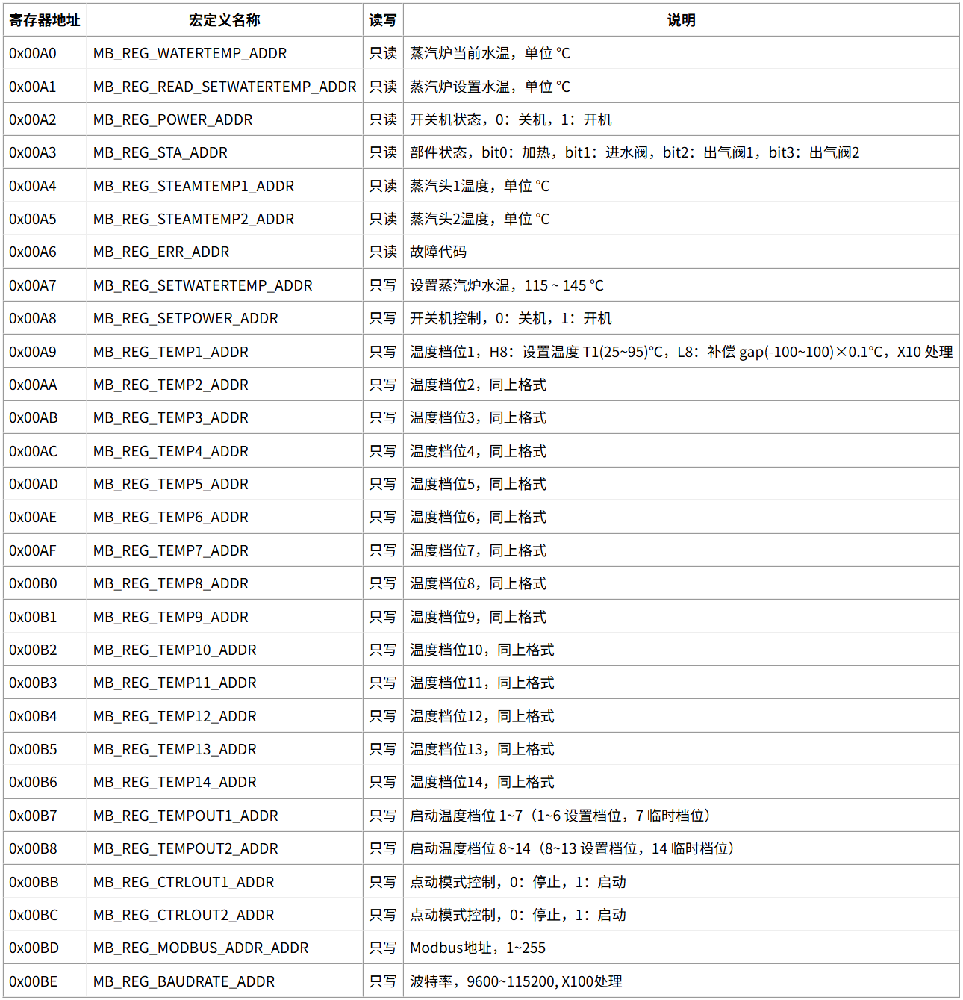 寄存器地址 宏定义名称 读写 说明
0x00A0 MB_REG_WATERTEMP_ADDR 只读 蒸汽炉当前水温，单位 ℃
0x00A1 MB_REG_READ_SETWATERTEMP_ADDR 只读 蒸汽炉设置水温，单位 ℃
0x00A2 MB_REG_POWER_ADDR 只读 开关机状态，0：关机，1：开机
0x00A3 MB_REG_STA_ADDR 只读 部件状态，bit0：加热，bit1：进水阀，bit2：出气阀1，bit3：出气阀2
0x00A4 MB_REG_STEAMTEMP1_ADDR 只读 蒸汽头1温度，单位 ℃
0x00A5 MB_REG_STEAMTEMP2_ADDR 只读 蒸汽头2温度，单位 ℃
0x00A6 MB_REG_ERR_ADDR 只读 故障代码
0x00A7 MB_REG_SETWATERTEMP_ADDR 只写 设置蒸汽炉水温，115 ~ 145 ℃
0x00A8 MB_REG_SETPOWER_ADDR 只写 开关机控制，0：关机，1：开机
0x00A9 MB_REG_TEMP1_ADDR 只写 温度档位1，H8：设置温度 T1(25~95)℃，L8：补偿 gap(-100~100)×0.1℃，X10 处理
0x00AA MB_REG_TEMP2_ADDR 只写 温度档位2，同上格式
0x00AB MB_REG_TEMP3_ADDR 只写 温度档位3，同上格式
0x00AC MB_REG_TEMP4_ADDR 只写 温度档位4，同上格式
0x00AD MB_REG_TEMP5_ADDR 只写 温度档位5，同上格式
0x00AE MB_REG_TEMP6_ADDR 只写 温度档位6，同上格式
0x00AF MB_REG_TEMP7_ADDR 只写 温度档位7，同上格式
0x00B0 MB_REG_TEMP8_ADDR 只写 温度档位8，同上格式
0x00B1 MB_REG_TEMP9_ADDR 只写 温度档位9，同上格式
0x00B2 MB_REG_TEMP10_ADDR 只写 温度档位10，同上格式
0x00B3 MB_REG_TEMP11_ADDR 只写 温度档位11，同上格式
0x00B4 MB_REG_TEMP12_ADDR 只写 温度档位12，同上格式
0x00B5 MB_REG_TEMP13_ADDR 只写 温度档位13，同上格式
0x00B6 MB_REG_TEMP14_ADDR 只写 温度档位14，同上格式
0x00B7 MB_REG_TEMPOUT1_ADDR 只写 启动温度档位 1~7（1~6 设置档位，7 临时档位）
0x00B8 MB_REG_TEMPOUT2_ADDR 只写 启动温度档位 8~14（8~13 设置档位，14 临时档位）
0x00BB MB_REG_CTRLOUT1_ADDR 只写 点动模式控制，0：停止，1：启动
0x00BC MB_REG_CTRLOUT2_ADDR 只写 点动模式控制，0：停止，1：启动
0x00BD MB_REG_MODBUS_ADDR_ADDR 只写 Modbus地址，1~255
0x00BE MB_REG_BAUDRATE_ADDR 只写 波特率，9600~115200, X100处理